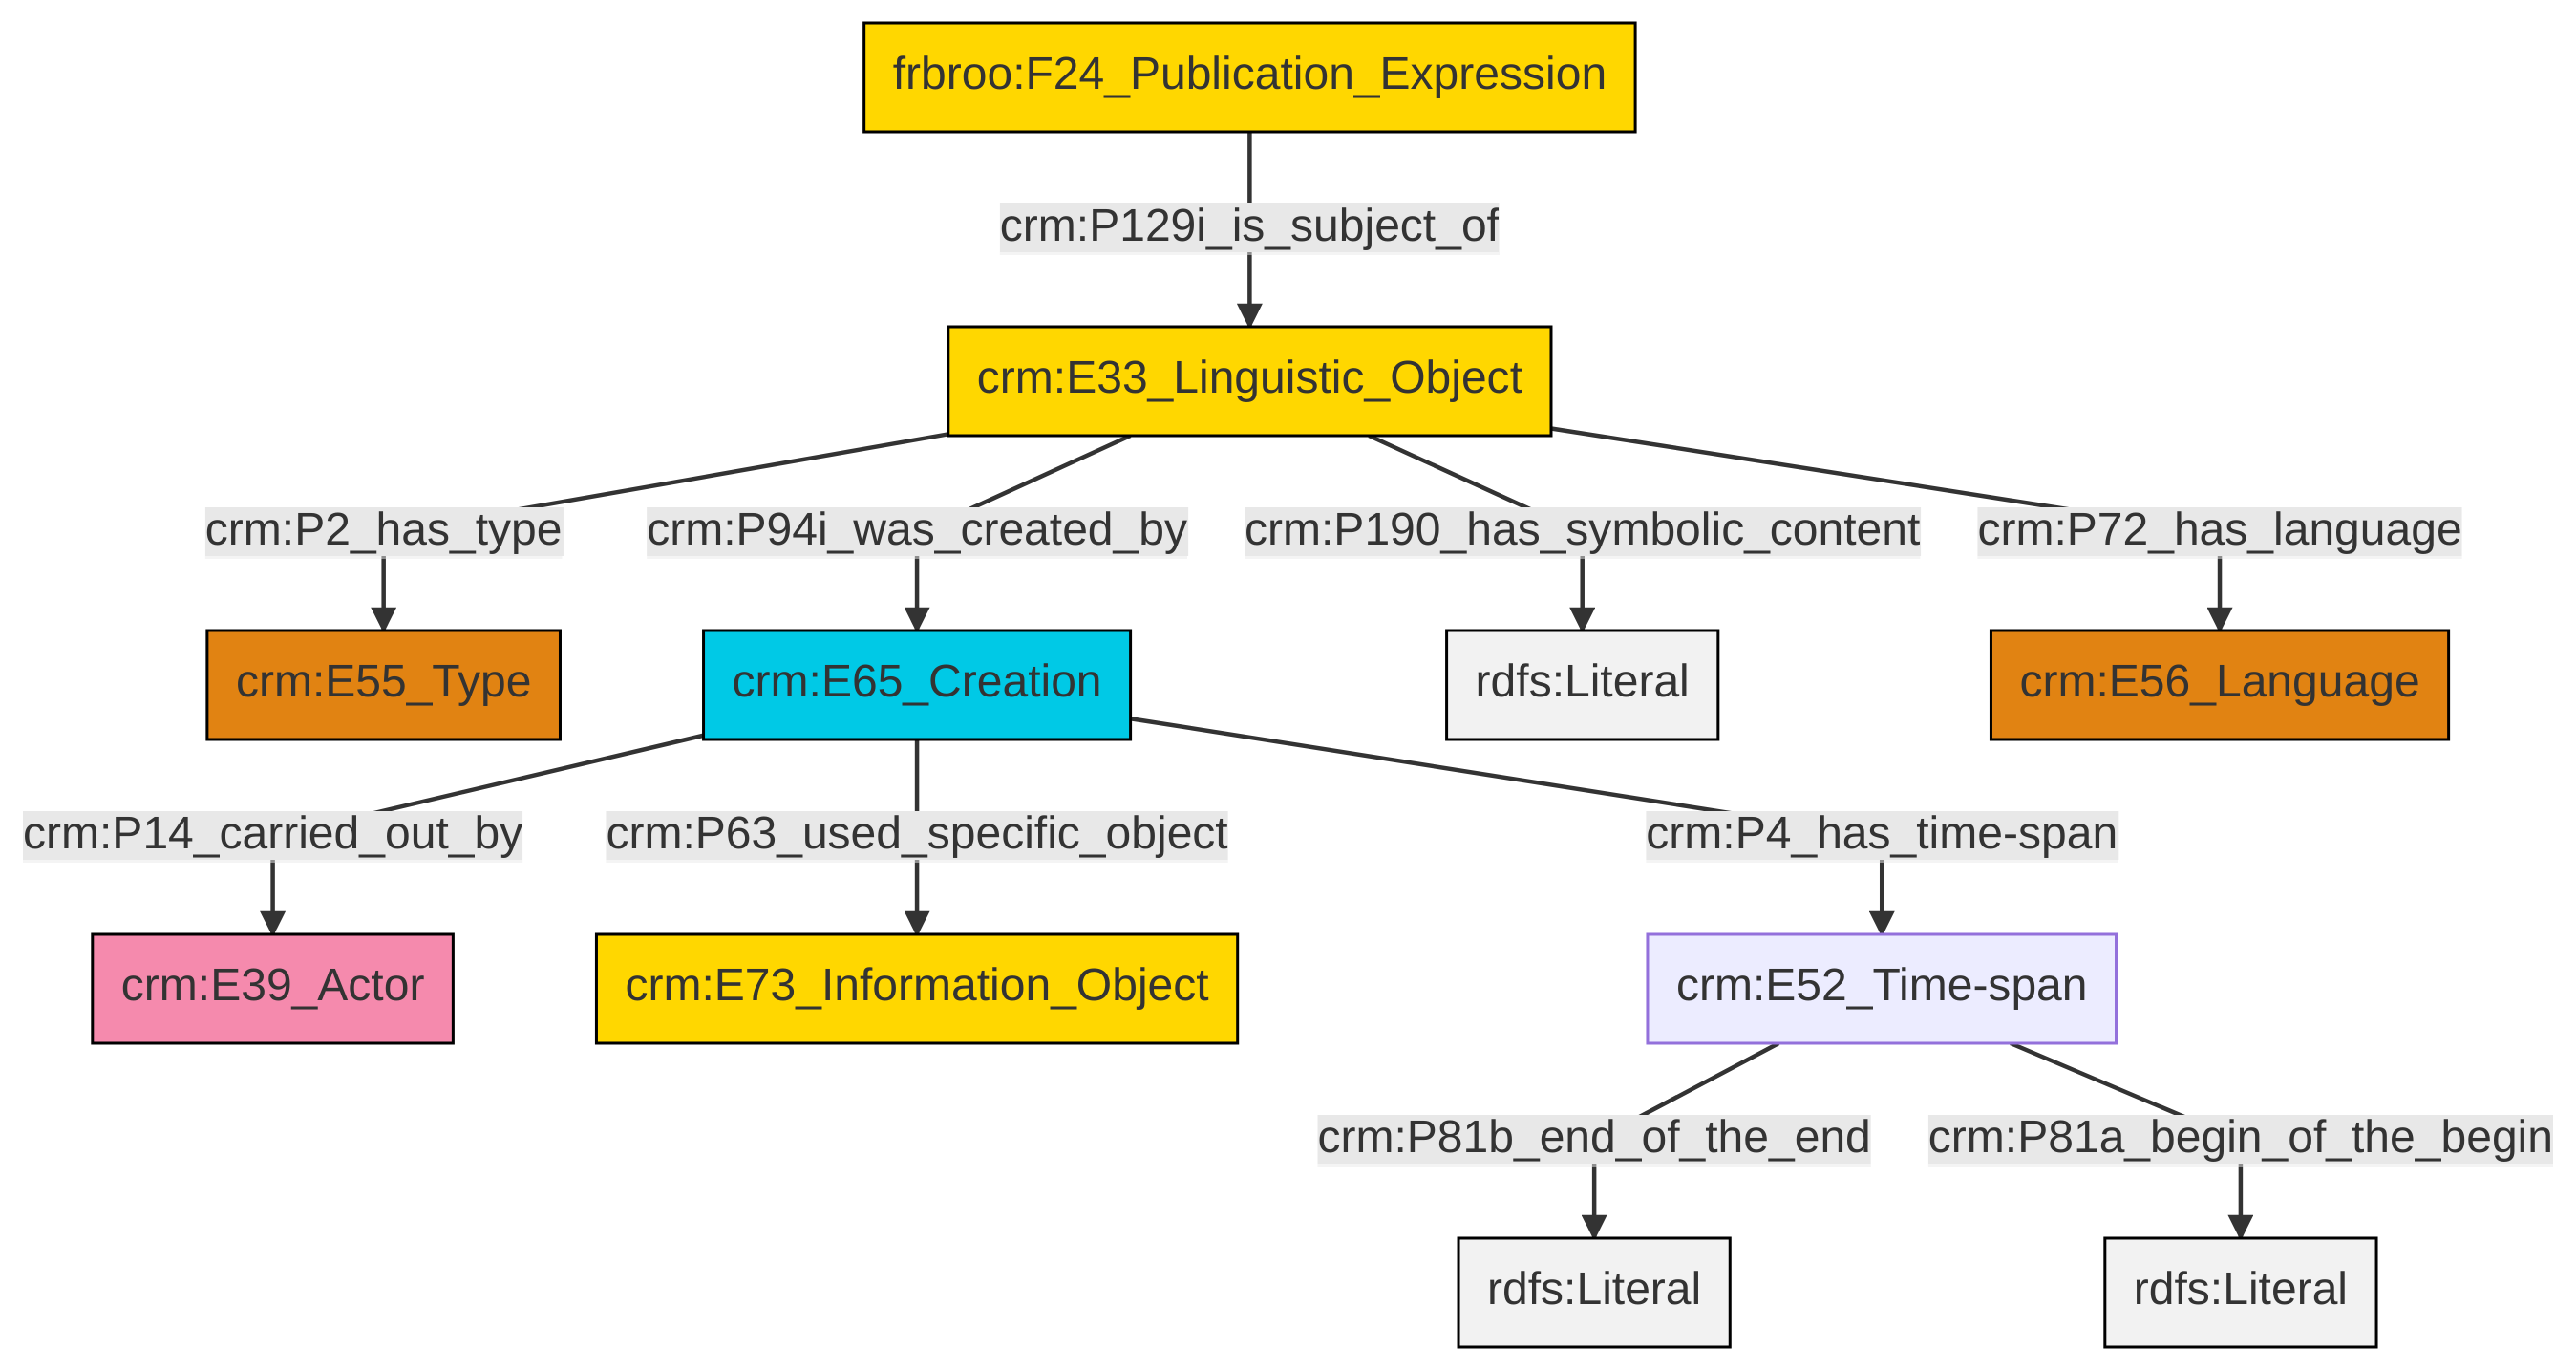 frbroo:F24_Publication_Expression
crm:P129i_is_subject_of
crm:E33_Linguistic_Object
crm:P2_has_type
crm:P94i_was_created_by
crm:P190_has_symbolic_content
crm:P72_has_language
crm:E55_Type
crm:E65_Creation
rdfs:Literal
crm:E56_Language
crm:P14_carried_out_by
crm:P63_used_specific_object
crm:P4_has_time-span
crm:E39_Actor
crm:E73_Information_Object
crm:E52_Time-span
crm:P81b_end_of_the_end
crm:P81a_begin_of_the_begin
rdfs:Literal
rdfs:Literal